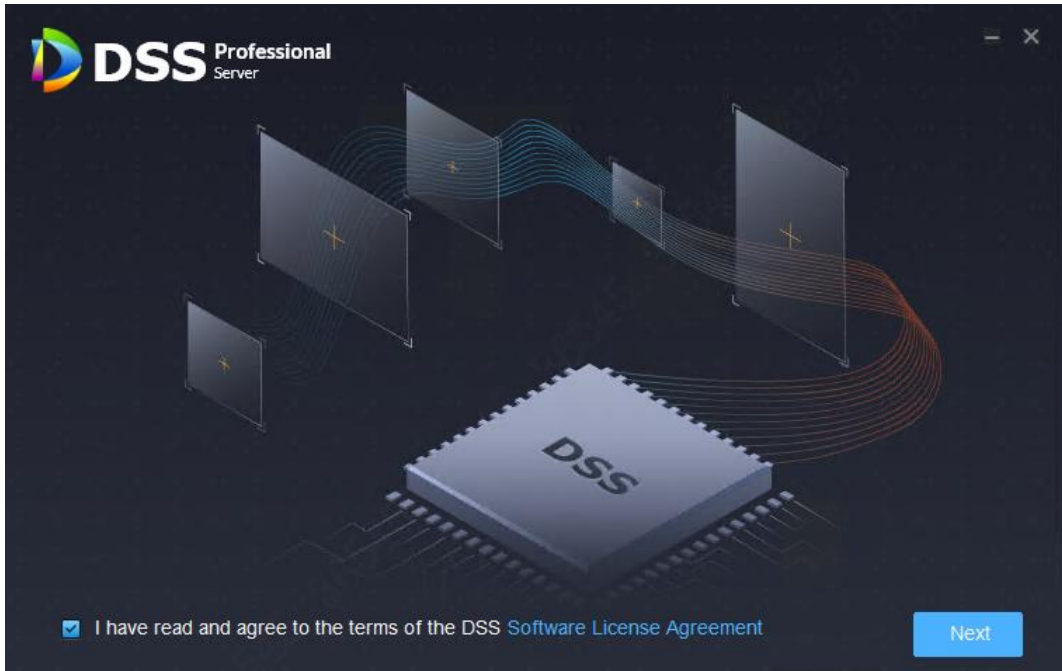 DSS Professional
Server
DSS
I have read and agree to the terms of the DSS Software License Agreement
Next